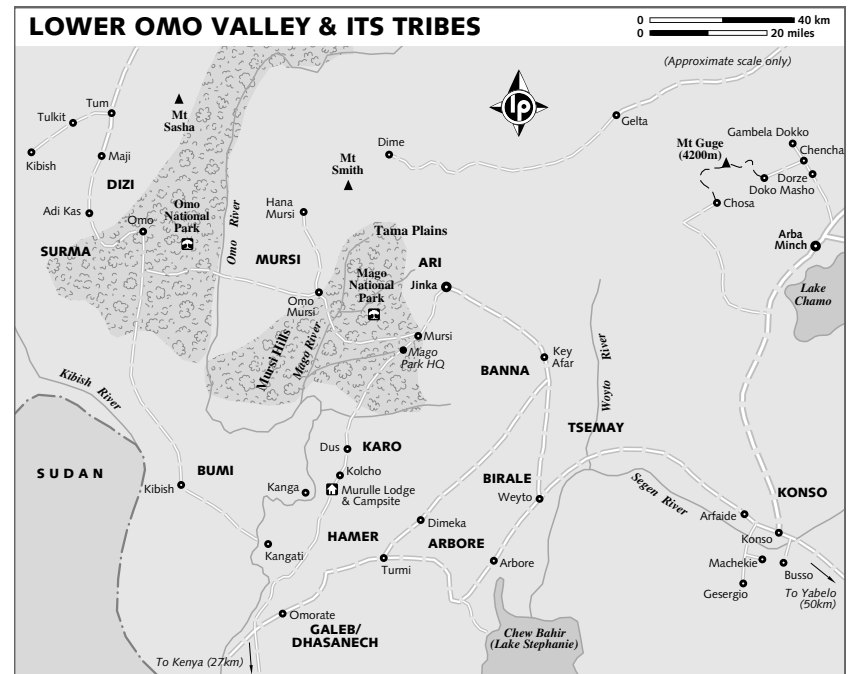 LOWER OMO VALLEY & ITS TRIBES
0 40 km
0 20 miles
(Approximate scale only)
lp
Tum
Tulkit
Mt
Sasha
Kibish
Maji
DIZI
Adi Kas
Omo
Omo
National
Park
SURMA
Omo River
Dime
Mt
Smith
Hana
Mursi
MURSI
Tama Plains
ARI
Mago
National
Park
Jinka
Omo
Mursi
Mursi Hills
Mago River
Mursi
Mago
Park HQ
Gelta
Mt Guge
(4200m)
Gambela Dokko
Chencha
Dorze
Doko Masho
Chosa
Arba
Minch
Lake
Chamo
Key
Afar
BANNA
Woyto River
TSEMAY
Kibish River
SUDAN
BUMI
Kibish
Dus
KARO
Kolcho
Kanga
Murulle Lodge
& Campsite
BIRALE
Weyto
Segen River
KONSO
Arfaide
Konso
Dimeka
HAMER
ARBORE
Kangati
Turmi
Arbore
Machekie
Busso
Gesergio
To Yabelo
(50km)
Omorate
GALEB/
DHASANECH
Chew Bahir
(Lake Stephanie)
To Kenya (27km)